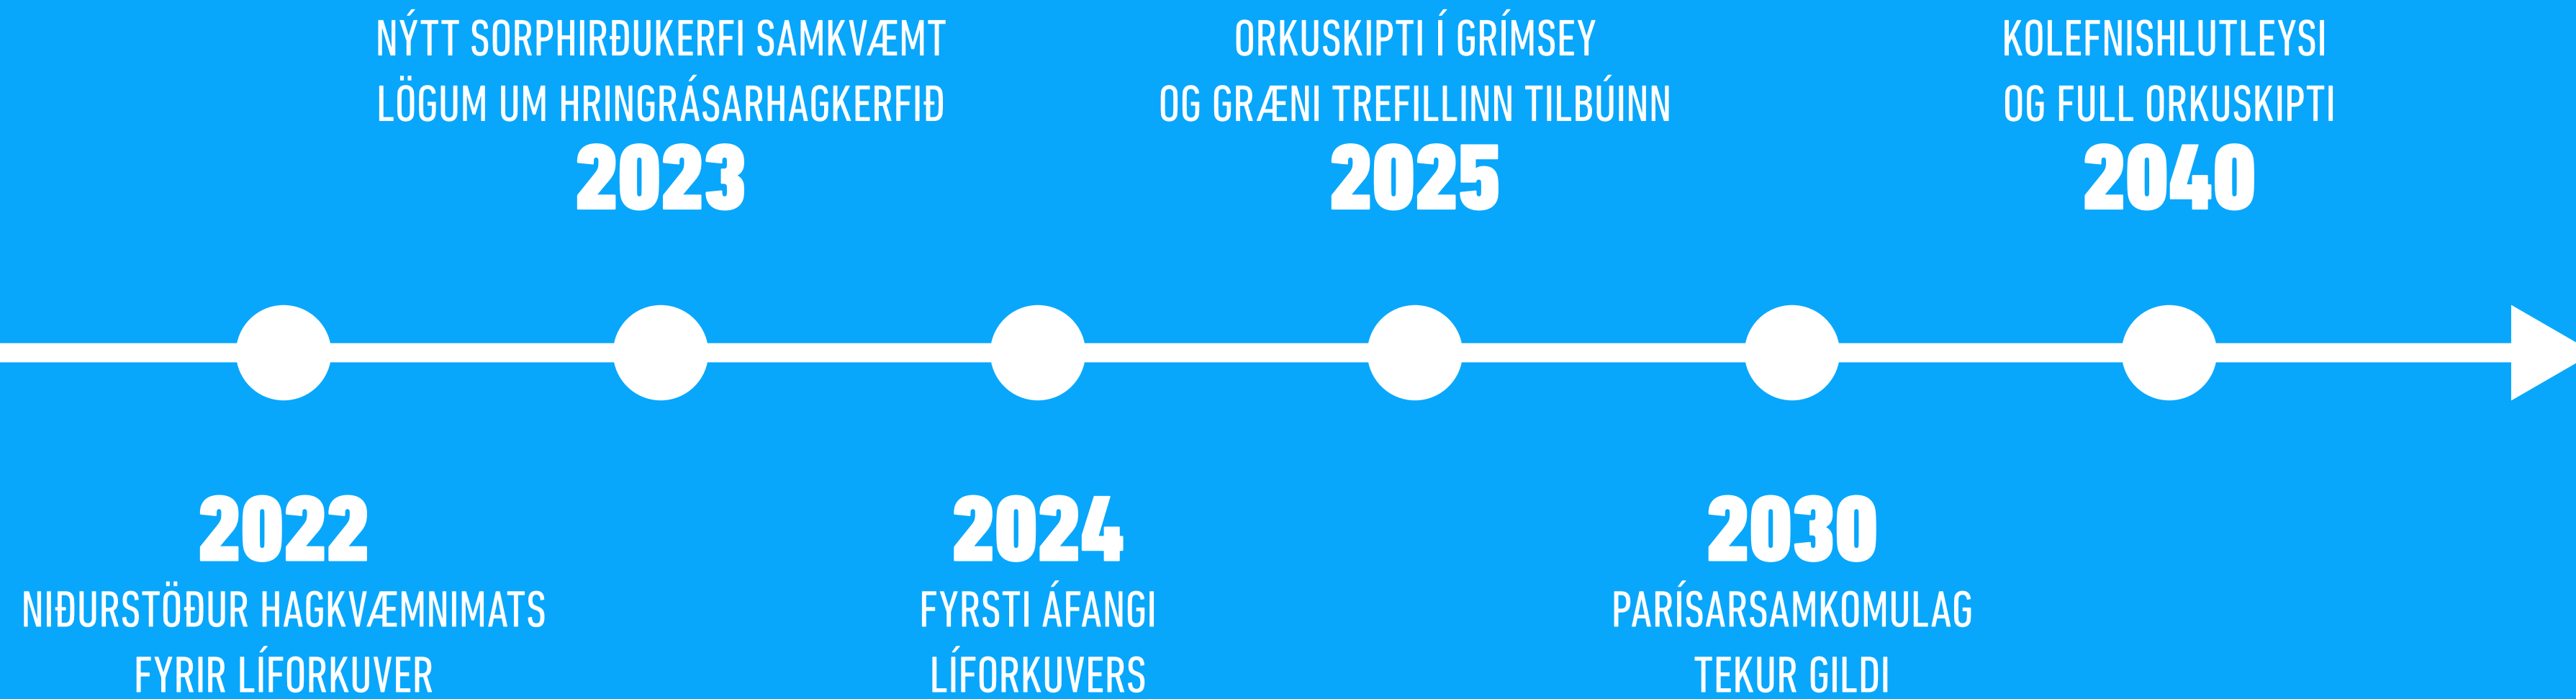 NÝTT SORPHIRÐUKERFI SAMKVÆMT
LÖGUM UM HRINGRÁSARHAGKERFIÐ
2023
ORKUSKIPTI Í GRÍMSEY
OG GRÆNI TREFILLINN TILBÚINN
2025
KOLEFNISHLUTLEYSI
OG FULL ORKUSKIPTI
2040
2022
NIÐURSTÖÐUR HAGKVÆMNIMATS
FYRIR LÍFORKUVER
2024
FYRSTI ÁFANGI
LÍFORKUVERS
2030
PARÍSARSAMKOMULAG
TEKUR GILDI